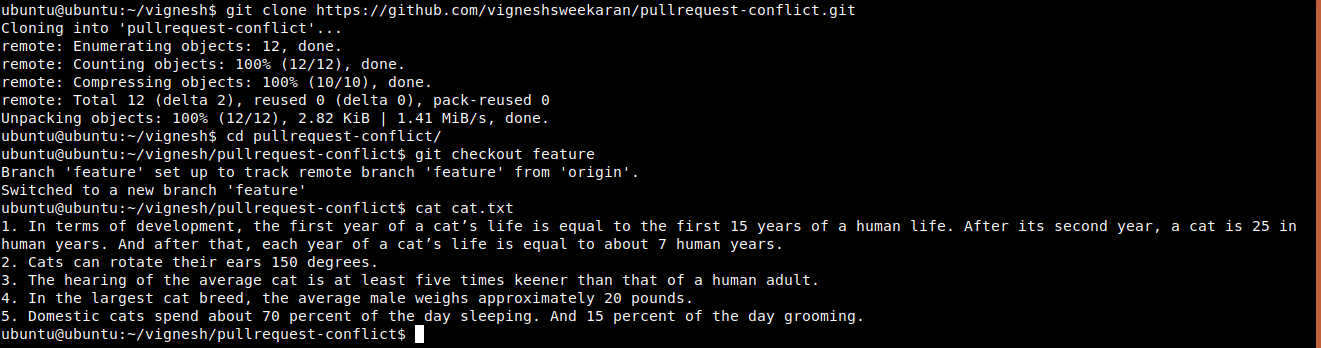 ubuntu@ubuntu:~/vignesh$ git clone https://github.com/vigneshsweekaran/pullrequest-conflict.git
Cloning into 'pullrequest-conflict'...
remote: Enumerating objects: 12, done.
remote: Counting objects: 100% (12/12), done.
remote: Compressing objects: 100% (10/10), done.
remote: Total 12 (delta 2), reused 0 (delta 0), pack-reused 0
Unpacking objects: 100% (12/12), 2.82 KiB | 1.41 MiB/s, done.
ubuntu@ubuntu:~/vignesh$ cd pullrequest-conflict/
ubuntu@ubuntu:~/vignesh/pullrequest-conflict$ git checkout feature
Branch 'feature' set up to track remote branch 'feature' from 'origin'.
Switched to a new branch 'feature'
ubuntu@ubuntu:~/vignesh/pullrequest-conflict$ cat cat.txt
1. In terms of development, the first year of a cat’s life is equal to the first 15 years of a human life. After its second year, a cat is 25 in
human years. And after that, each year of a cat’s life is equal to about 7 human years.
2. Cats can rotate their ears 150 degrees.
3. The hearing of the average cat is at least five times keener than that of a human adult.
4. In the largest cat breed, the average male weighs approximately 20 pounds.
5. Domestic cats spend about 70 percent of the day sleeping. And 15 percent of the day grooming.
ubuntu@ubuntu:~/vignesh/pullrequest-conflict$